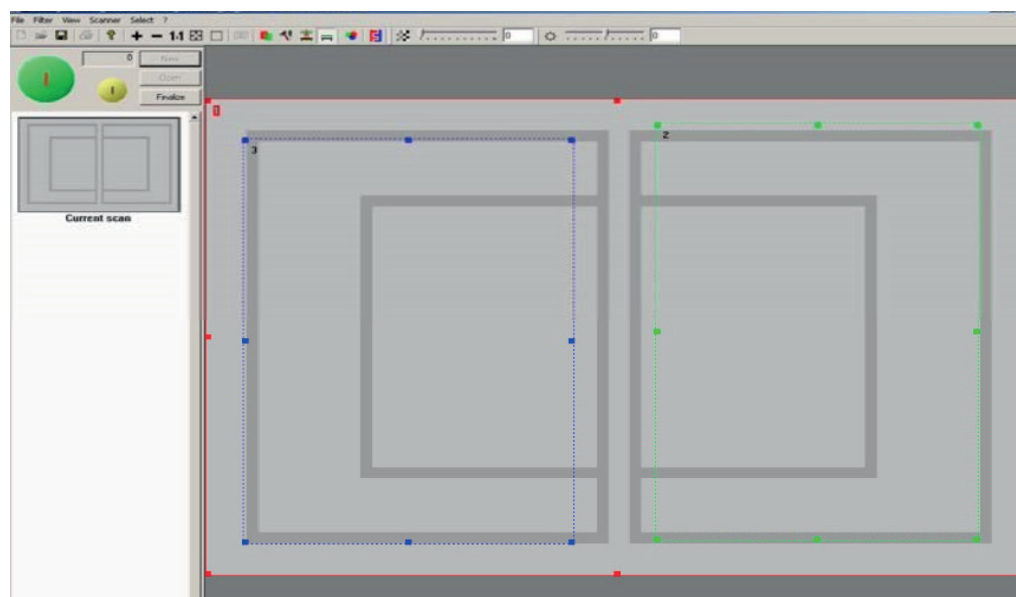 File Filter View Scanner Select ?
1:1 0 0
0 New
Open
Finalize
1
2
3
Current scan